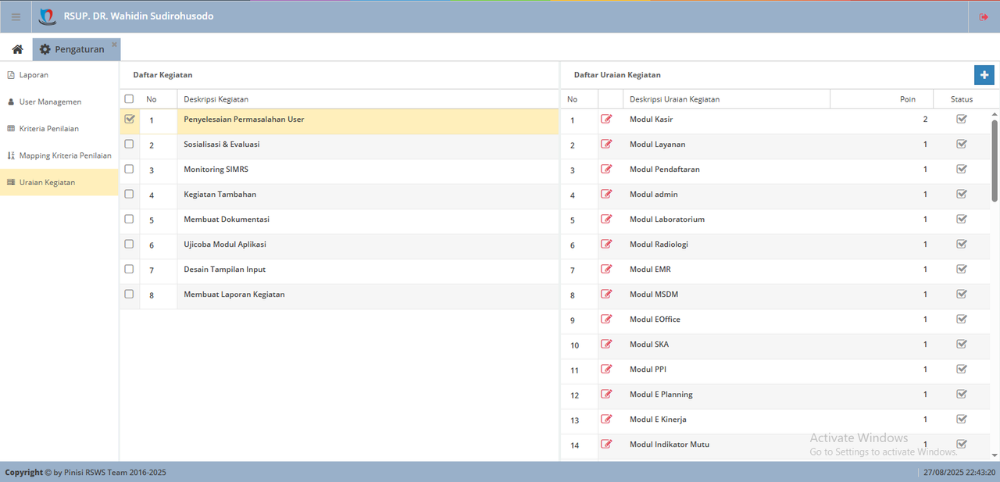 RSUP. DR. Wahidin Sudirohusodo
Pengaturan
Laporan
User Managemen
Kriteria Penilaian
Mapping Kriteria Penilaian
Uraian Kegiatan
Daftar Kegiatan
No Deskripsi Kegiatan
1 Penyelesaian Permasalahan User
2 Sosialisasi & Evaluasi
3 Monitoring SIMRS
4 Kegiatan Tambahan
5 Membuat Dokumentasi
6 Ujicoba Modul Aplikasi
7 Desain Tampilan Input
8 Membuat Laporan Kegiatan
Daftar Uraian Kegiatan
No Deskripsi Uraian Kegiatan Poin Status
1 Modul Kasir 2
2 Modul Layanan 1
3 Modul Pendaftaran 1
4 Modul admin 1
5 Modul Laboratorium 1
6 Modul Radiologi 1
7 Modul EMR 1
8 Modul MSDM 1
9 Modul EOffice 1
10 Modul SKA 1
11 Modul PPI 1
12 Modul E Planning 1
13 Modul E Kinerja 1
14 Modul Indikator Mutu 1
Activate Windows
Go to Settings to activate Windows.
Copyright © by Pinisi RSWS Team 2016-2025
27/08/2025 22:43:20